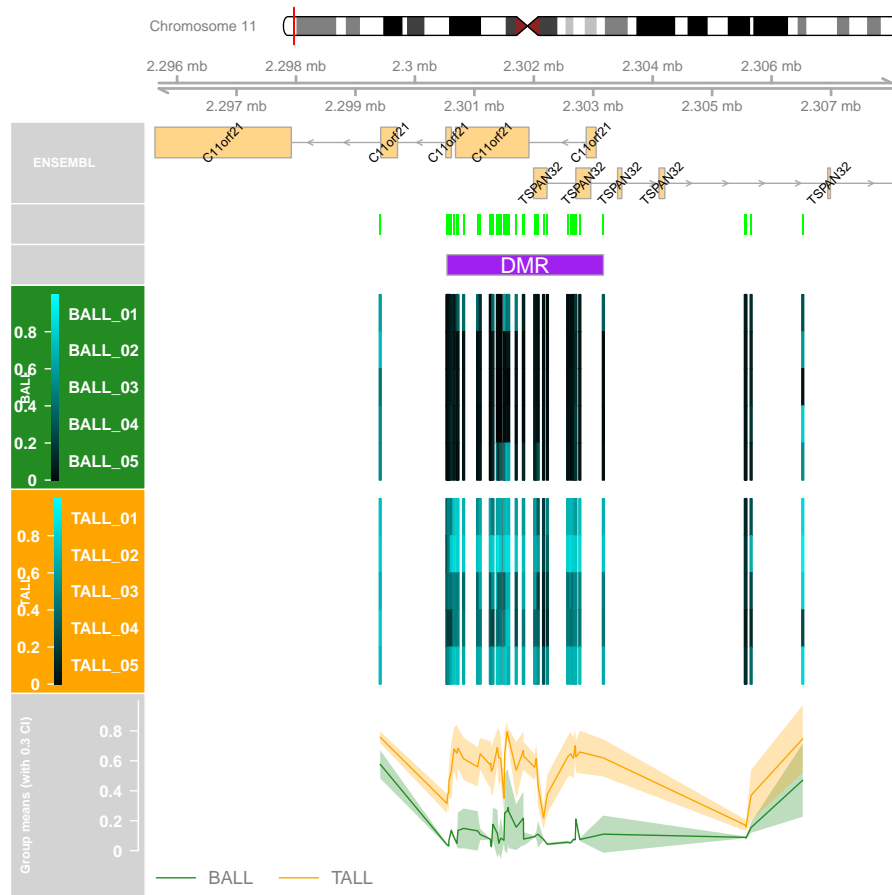 Chromosome 11
2.296 mb 2.298 mb 2.3 mb 2.302 mb 2.304 mb 2.306 mb
2.297 mb 2.299 mb 2.301 mb 2.303 mb 2.305 mb 2.307 mb
ENSEMBL
C11orf21 C11orf21 C11orf21 C11orf21 C11orf21
TSPAN32 TSPAN32 TSPAN32 TSPAN32 TSPAN32
DMR
BALL
0.8
0.6
0.4
0.2
0
BALL_01
BALL_02
BALL_03
BALL_04
BALL_05
TALL
0.8
0.6
0.4
0.2
0
TALL_01
TALL_02
TALL_03
TALL_04
TALL_05
Group means (with 0.3 CI)
0.8
0.6
0.4
0.2
0
BALL TALL